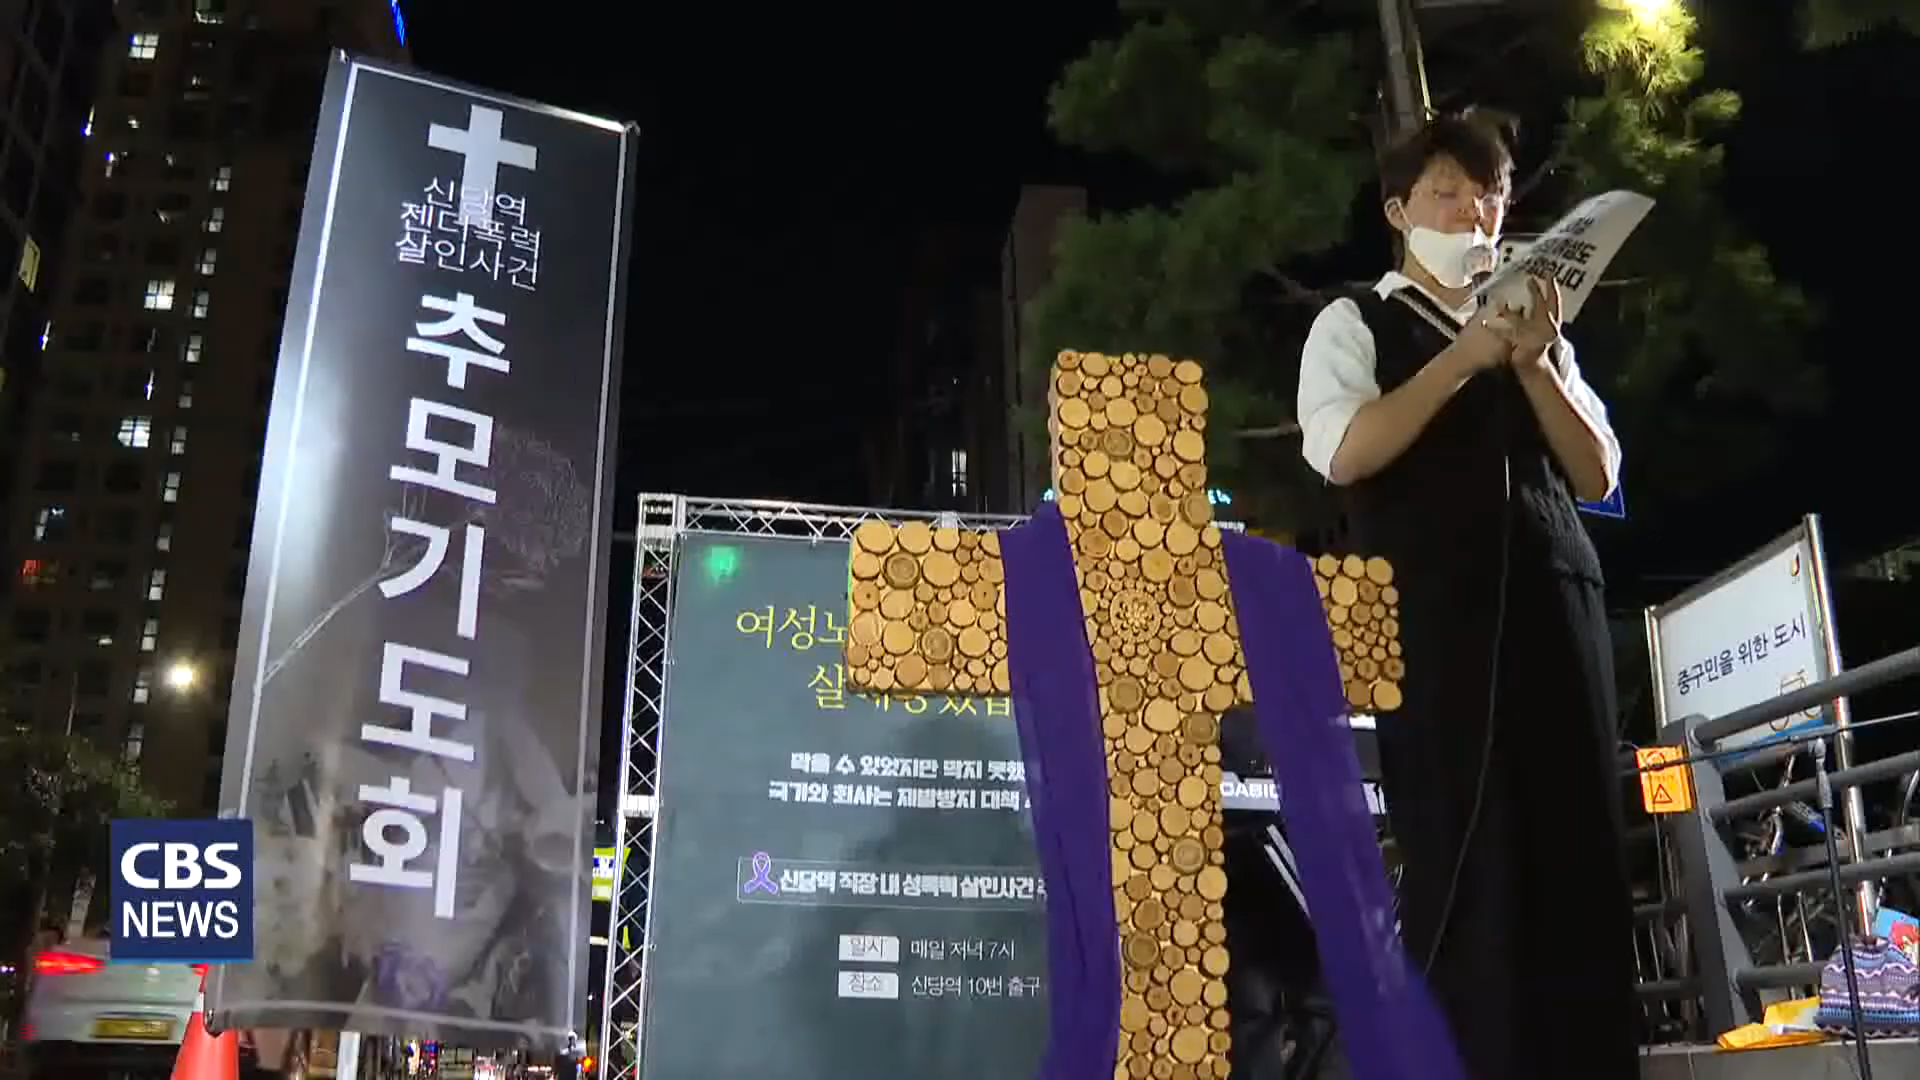 신당역
젠더폭력
살인사건
추모기도회
여성노
막을 수 있었지만 막지 못했
국가와 회사는 재발방지 대책
신당역 직장 내 성폭력 살인사건
일시 매일 저녁 7시
장소 신당역 10번 출구
중구민을 위한 도시
CBS
NEWS